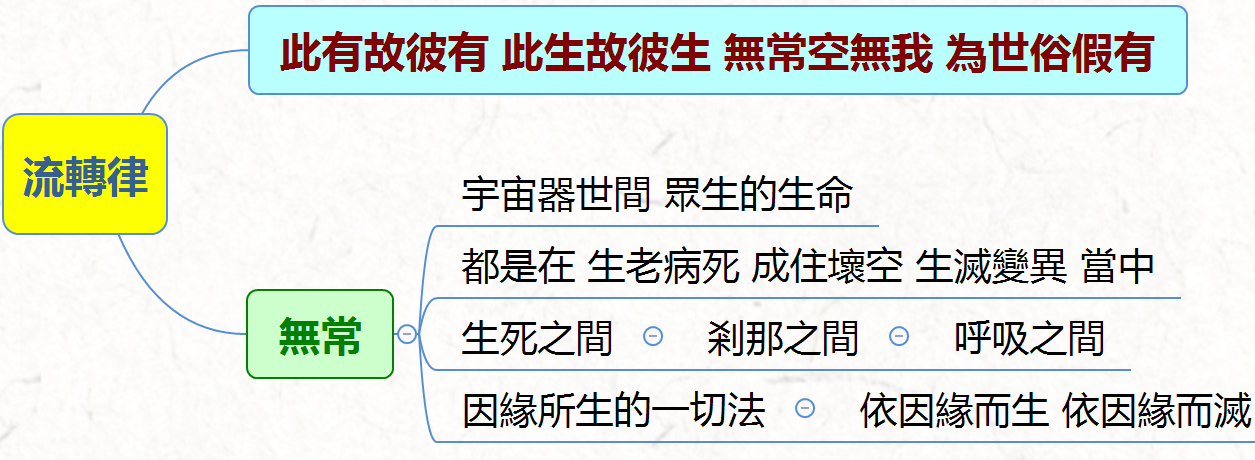 此有故彼有 此生故彼生 無常空無我 為世俗假有
流轉律
宇宙器世間 眾生的生命
都是在 生老病死 成住壞空 生滅變異 當中
無常
生死之間 剎那之間 呼吸之間
因緣所生的一切法 依因緣而生 依因緣而滅